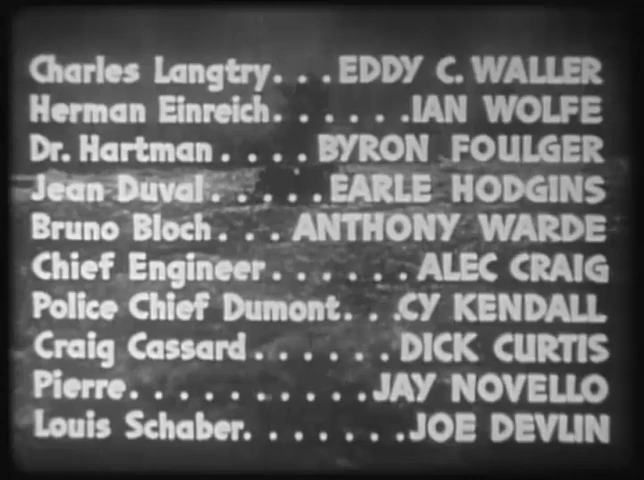 Charles Langtry. . . EDDY C. WALLER
Herman Einreich. . . . . .IAN WOLFE
Dr. Hartman . . . . BYRON FOULGER
Jean Duval . . . . . EARLE HODGINS
Bruno Bloch . . . ANTHONY WARDE
Chief Engineer. . . . . . ALEC CRAIG
Police Chief Dumont. . .CY KENDALL
Craig Cassard . . . . . . DICK CURTIS
Pierre. . . . . . . . . . JAY NOVELLO
Louis Schaber. . . . . . .JOE DEVLIN